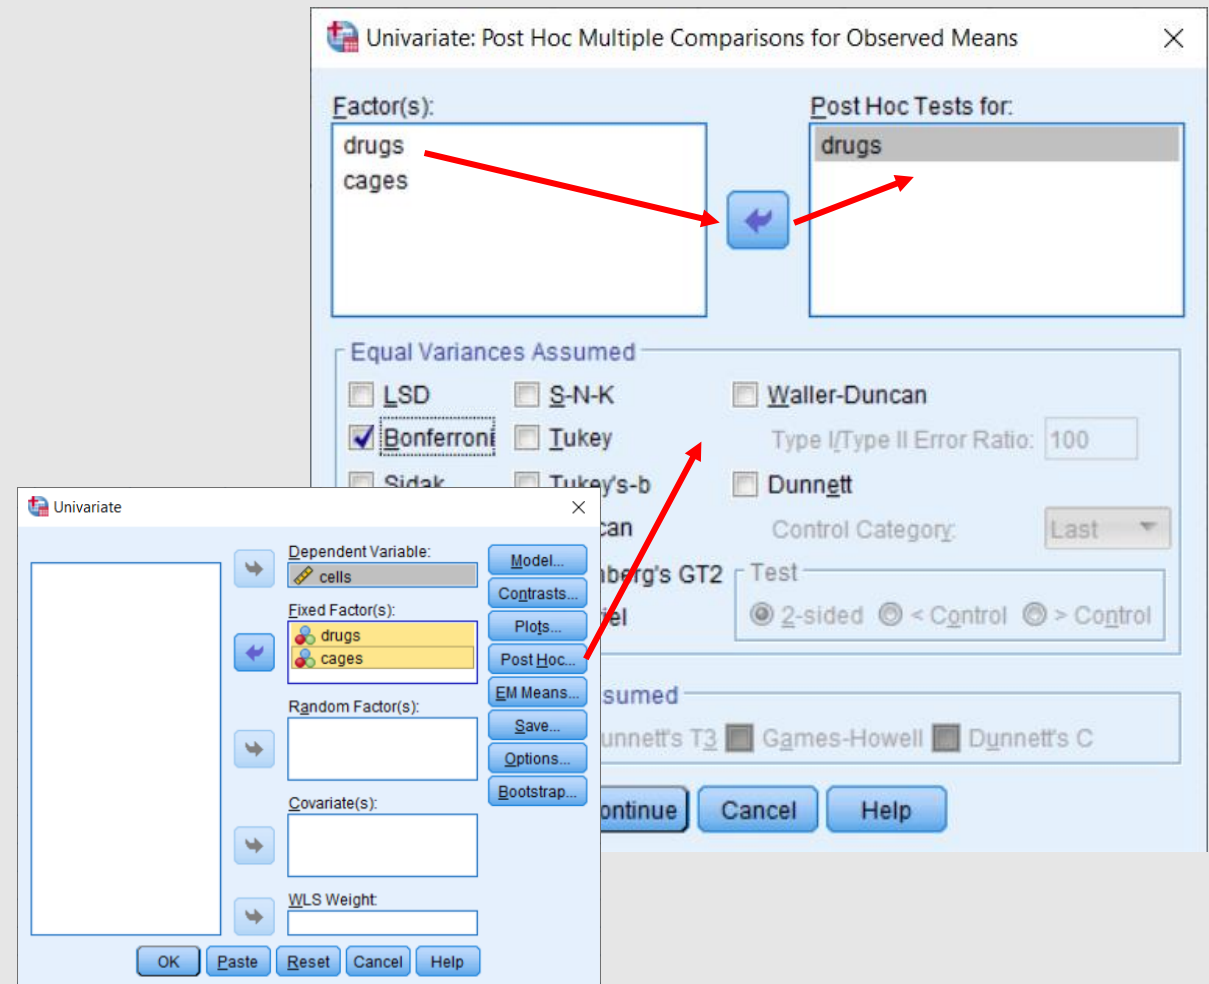 Univariate: Post Hoc Multiple Comparisons for Observed Means
Factor(s):
drugs
cages
Post Hoc Tests for:
drugs
Equal Variances Assumed
LSD
S-N-K
Waller-Duncan
Bonferroni
Tukey
Type I/Type II Error Ratio: 100
Sidak
Tukey's-b
Dunnett
Control Category: Last
Test
2-sided < Control > Control
Games-Howell
Dunnett's C
Cancel
Help
Univariate
Dependent Variable:
cells
Fixed Factor(s):
drugs
cages
Random Factor(s):
Covariate(s):
WLS Weight:
Model...
Contrasts...
Plots...
Post Hoc...
EM Means...
Save...
Options...
Bootstrap...
OK
Paste
Reset
Cancel
Help